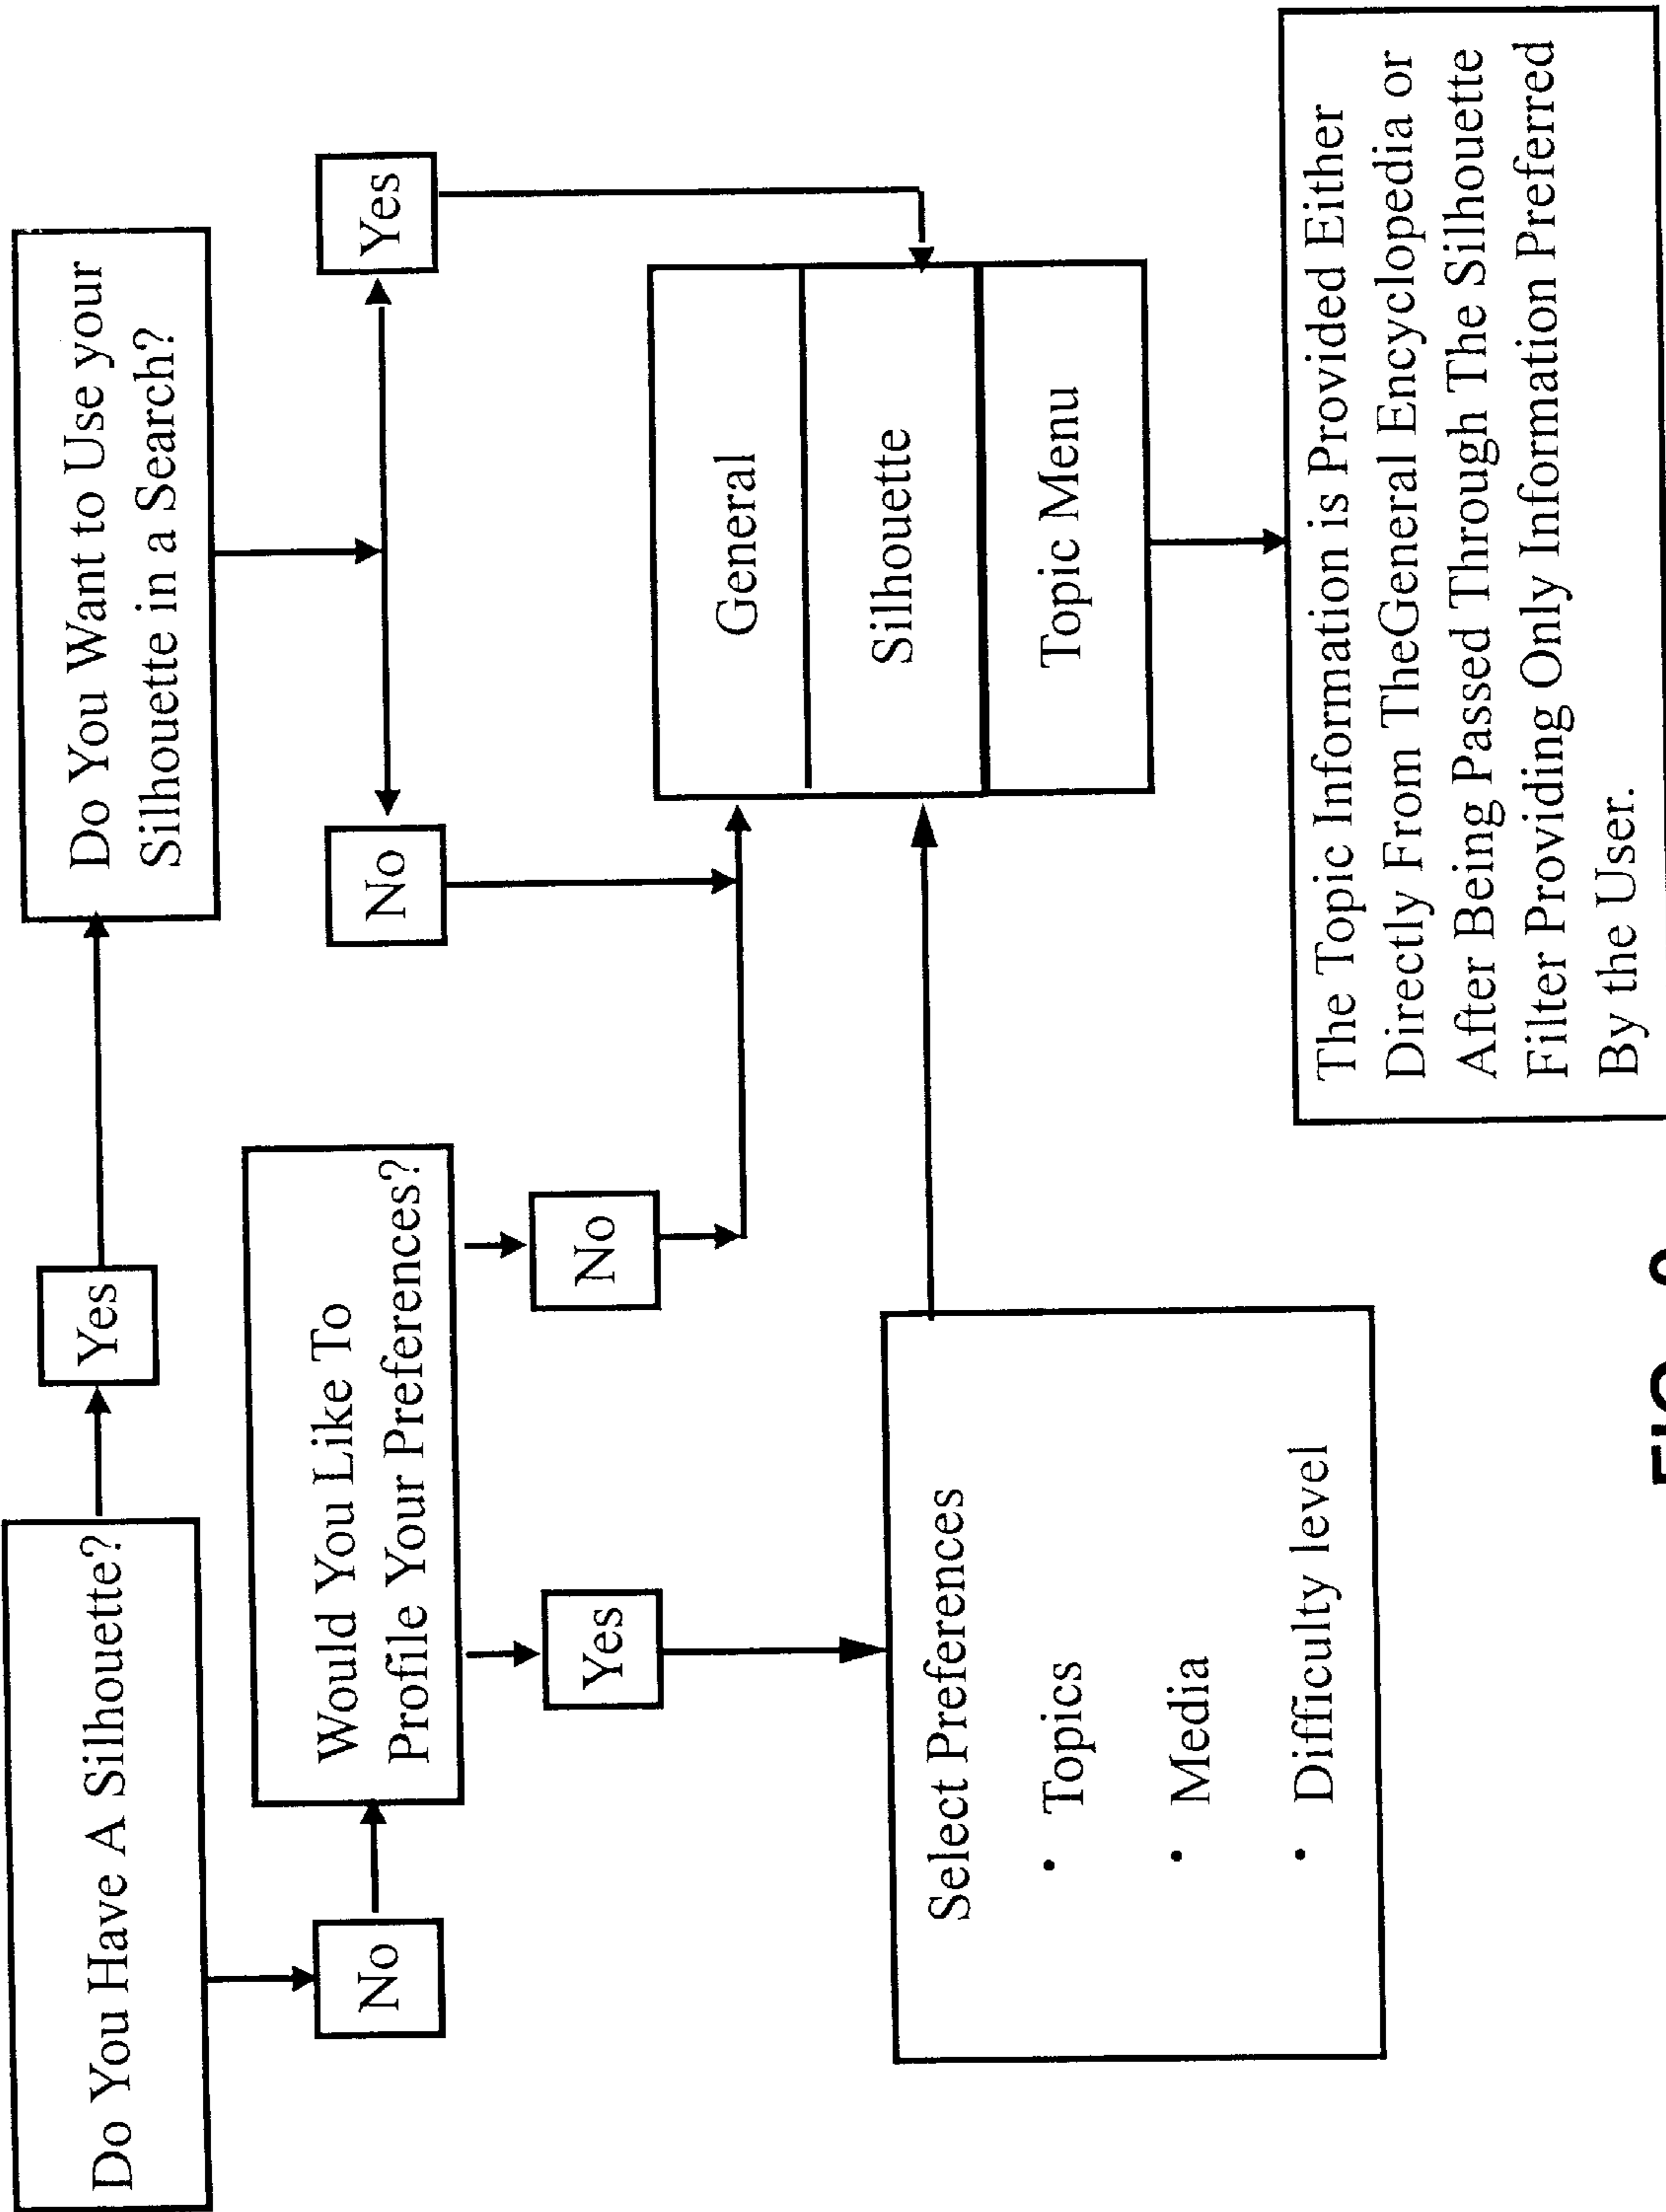 Do You Have A Silhouette?
Yes
Do You Want to Use your
Silhouette in a Search?
No
Would You Like To
Profile Your Preferences?
Yes
No
No
Yes
Select Preferences
• Topics
• Media
• Difficulty level
General
Silhouette
Topic Menu
The Topic Information is Provided Either
Directly From TheGeneral Encyclopedia or
After Being Passed Through The Silhouette
Filter Providing Only Information Preferred
By the User.